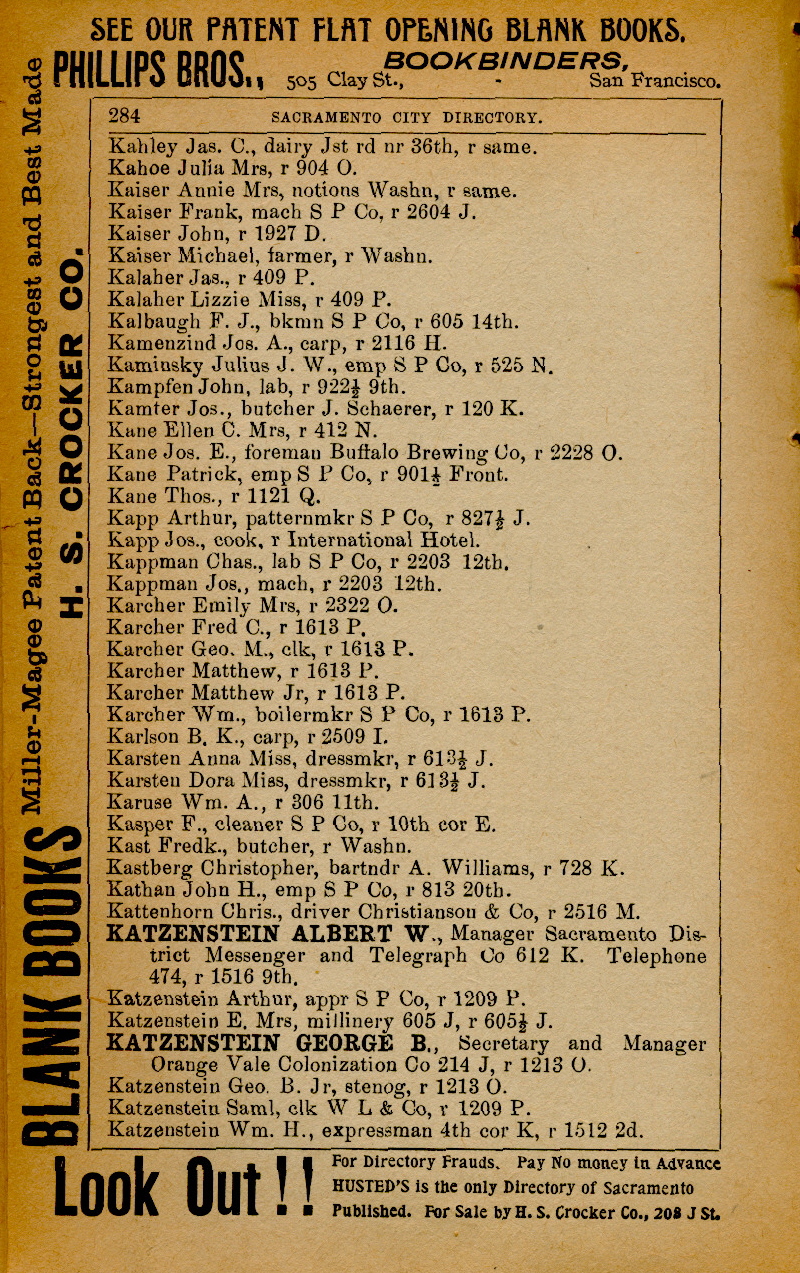 SEE OUR PATENT FLAT OPENING BLANK BOOKS.
PHILLIPS BROS., 505 Clay St., BOOKBINDERS, - San Francisco.
284 SACRAMENTO CITY DIRECTORY.
Kahley Jas. C., dairy Jst rd nr 36th, r same.
Kahoe Julia Mrs, r 904 O.
Kaiser Annie Mrs, notions Washn, r same.
Kaiser Frank, mach S P Co, r 2604 J.
Kaiser John, r 1927 D.
Kaiser Michael, farmer, r Washn.
Kalaher Jas., r 409 P.
Kalaher Lizzie Miss, r 409 P.
Kalbaugh F. J., bkmn S P Co, r 605 14th.
Kamenzind Jos. A., carp, r 2116 H.
Kaminsky Julius J. W., emp S P Co, r 525 N.
Kampfen John, lab, r 922½ 9th.
Kamter Jos., butcher J. Schaerer, r 120 K.
Kane Ellen C. Mrs, r 412 N.
Kane Jos. E., foreman Buffalo Brewing Co, r 2228 O.
Kane Patrick, emp S P Co, r 901½ Front.
Kane Thos., r 1121 Q.
Kapp Arthur, patternmkr S P Co, r 827½ J.
Kapp Jos., cook, r International Hotel.
Kappman Chas., lab S P Co, r 2203 12th.
Kappman Jos., mach, r 2203 12th.
Karcher Emily Mrs, r 2322 O.
Karcher Fred C., r 1613 P.
Karcher Geo. M., clk, r 1613 P.
Karcher Matthew, r 1613 P.
Karcher Matthew Jr, r 1613 P.
Karcher Wm., boilermkr S P Co, r 1613 P.
Karlson B. K., carp, r 2509 I.
Karsten Anna Miss, dressmkr, r 613½ J.
Karsten Dora Miss, dressmkr, r 613½ J.
Karuse Wm. A., r 306 11th.
Kasper F., cleaner S P Co, r 10th cor E.
Kast Fredk., butcher, r Washn.
Kastberg Christopher, bartndr A. Williams, r 728 K.
Kathan John H., emp S P Co, r 813 20th.
Kattenhorn Chris., driver Christianson & Co, r 2516 M.
KATZENSTEIN ALBERT W., Manager Sacramento Dis-
trict Messenger and Telegraph Co 612 K. Telephone
474, r 1516 9th.
Katzenstein Arthur, appr S P Co, r 1209 P.
Katzenstein E. Mrs, millinery 605 J, r 605½ J.
KATZENSTEIN GEORGE B., Secretary and Manager
Orange Vale Colonization Co 214 J, r 1213 O.
Katzenstein Geo. B. Jr, stenog, r 1213 O.
Katzenstein Saml, clk W L & Co, r 1209 P.
Katzenstein Wm. H., expressman 4th cor K, r 1512 2d.
BLANK BOOKS Miller-Magee Patent Back—Strongest and Best Made
H. S. CROCKER CO.
Look Out!!
For Directory Frauds. Pay No money in Advance
HUSTED'S is the only Directory of Sacramento
Published. For Sale by H. S. Crocker Co., 208 J St.